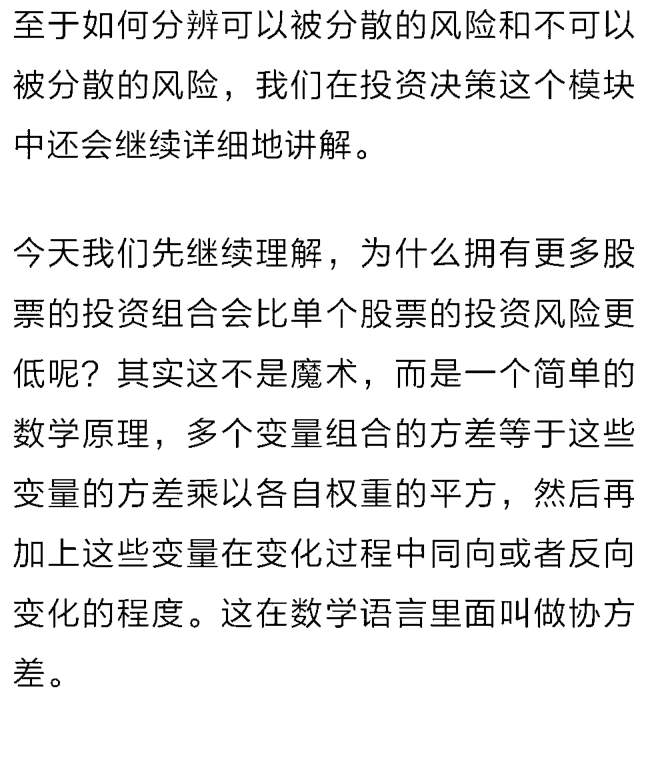 至于如何分辨可以被分散的风险和不可以
被分散的风险，我们在投资决策这个模块
中还会继续详细地讲解。
今天我们先继续理解，为什么拥有更多股
票的投资组合会比单个股票的投资风险更
低呢？其实这不是魔术，而是一个简单的
数学原理，多个变量组合的方差等于这些
变量的方差乘以各自权重的平方，然后再
加上这些变量在变化过程中同向或者反向
变化的程度。这在数学语言里面叫做协方
差。